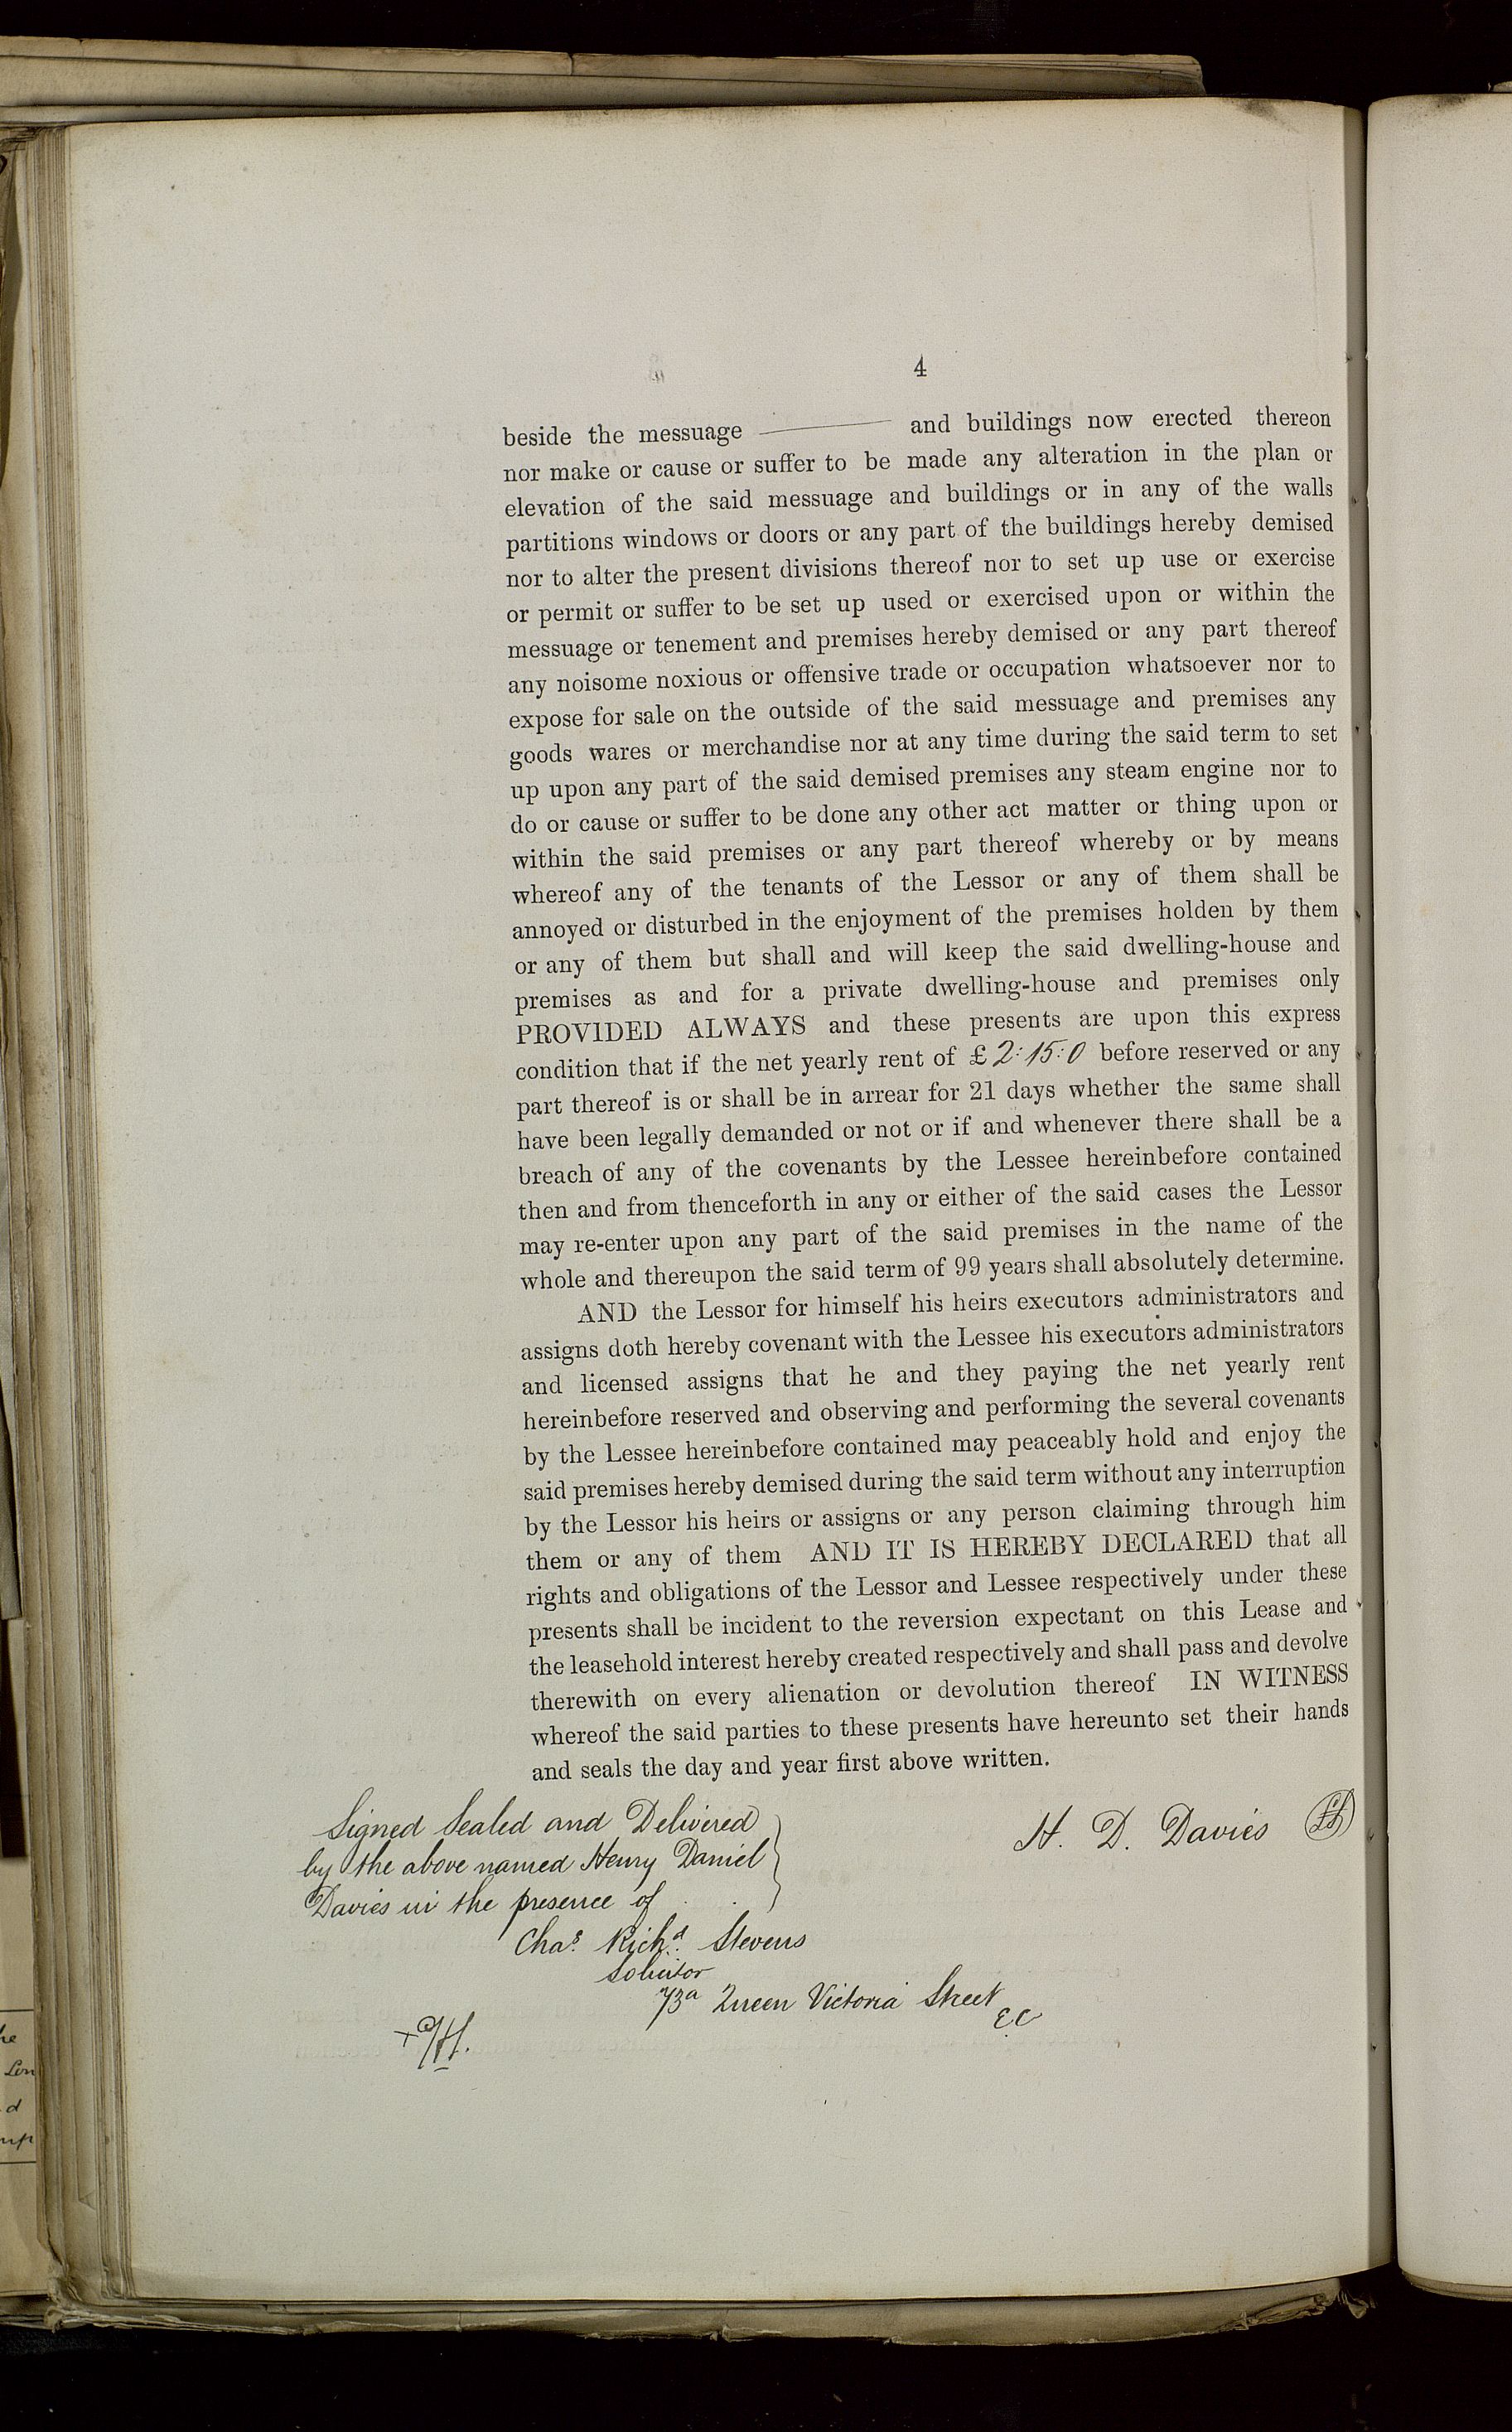 4
beside the messuage ——— and buildings now erected thereon
nor make or cause or suffer to be made any alteration in the plan or
elevation of the said messuage and buildings or in any of the walls
partitions windows or doors or any part of the buildings hereby demised
nor to alter the present divisions thereof nor to set up use or exercise
or permit or suffer to be set up used or exercised upon or within the
messuage or tenement and premises hereby demised or any part thereof
any noisome noxious or offensive trade or occupation whatsoever nor to
expose for sale on the outside of the said messuage and premises any
goods wares or merchandise nor at any time during the said term to set
up upon any part of the said demised premises any steam engine nor to
do or cause or suffer to be done any other act matter or thing upon or
within the said premises or any part thereof whereby or by means
whereof any of the tenants of the Lessor or any of them shall be
annoyed or disturbed in the enjoyment of the premises holden by them
or any of them but shall and will keep the said dwelling-house and
premises as and for a private dwelling-house and premises only
PROVIDED ALWAYS and these presents are upon this express
condition that if the net yearly rent of £2:15:0 before reserved or any
part thereof is or shall be in arrear for 21 days whether the same shall
have been legally demanded or not or if and whenever there shall be a
breach of any of the covenants by the Lessee hereinbefore contained
then and from thenceforth in any or either of the said cases the Lessor
may re-enter upon any part of the said premises in the name of the
whole and thereupon the said term of 99 years shall absolutely determine.
AND the Lessor for himself his heirs executors administrators and
assigns doth hereby covenant with the Lessee his executors administrators
and licensed assigns that he and they paying the net yearly rent
hereinbefore reserved and observing and performing the several covenants
by the Lessee hereinbefore contained may peaceably hold and enjoy the
said premises hereby demised during the said term without any interruption
by the Lessor his heirs or assigns or any person claiming through him
them or any of them AND IT IS HEREBY DECLARED that all
rights and obligations of the Lessor and Lessee respectively under these
presents shall be incident to the reversion expectant on this Lease and
the leasehold interest hereby created respectively and shall pass and devolve
therewith on every alienation or devolution thereof IN WITNESS
whereof the said parties to these presents have hereunto set their hands
and seals the day and year first above written.
Signed Sealed and Delivered
by the above named Henry Daniel
Davies in the presence of
H. D. Davies LS
Chas. Richd. Stevens
Solicitor
73a Queen Victoria Street
E.C